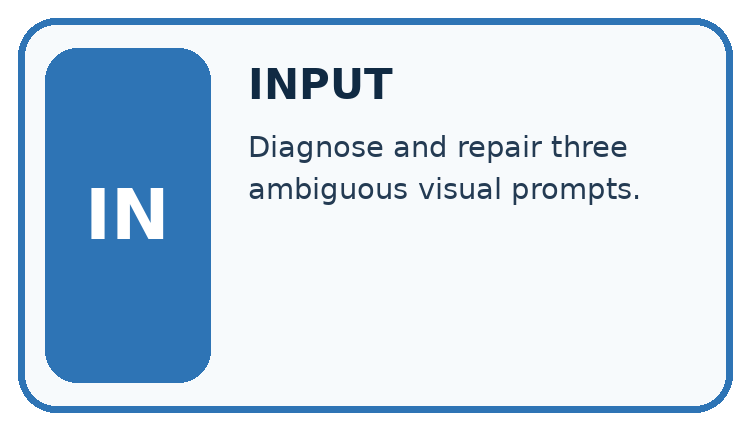 IN
INPUT
Diagnose and repair three
ambiguous visual prompts.